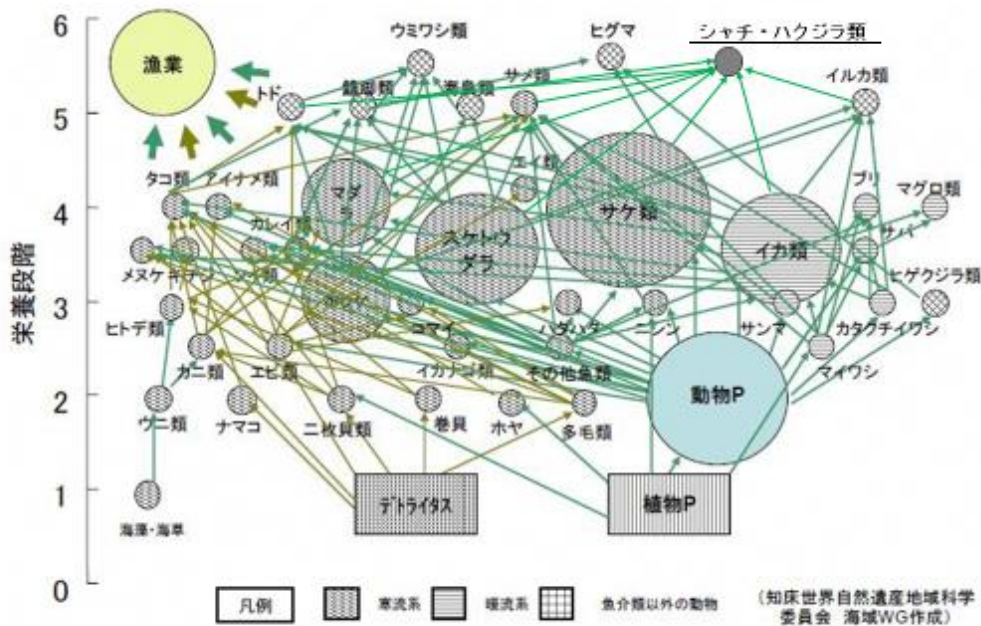 6
5
4
3
2
1
0
栄養段階
漁業
ウミワシ類
ヒグマ
シャチ・ハクジラ類
トド
鰭脚類
海鳥類
サメ類
イルカ類
タコ類
アイナメ類
マダラ
エイ類
サケ類
ブリ
マグロ類
カレイ類
スケトウダラ
イカ類
サバ
メヌケ
キチジ
ヒゲクジラ類
ヒトデ類
コマイ
ハタハタ
ニシン
サンマ
カタクチイワシ
カニ類
エビ類
イカナゴ類
その他魚類
動物P
マイワシ
ウニ類
ナマコ
二枚貝類
巻貝
ホヤ
多毛類
デトライタス
植物P
海藻・海草
凡例
寒流系
暖流系
魚介類以外の動物
(知床世界自然遺産地域科学
委員会 海域WG作成)